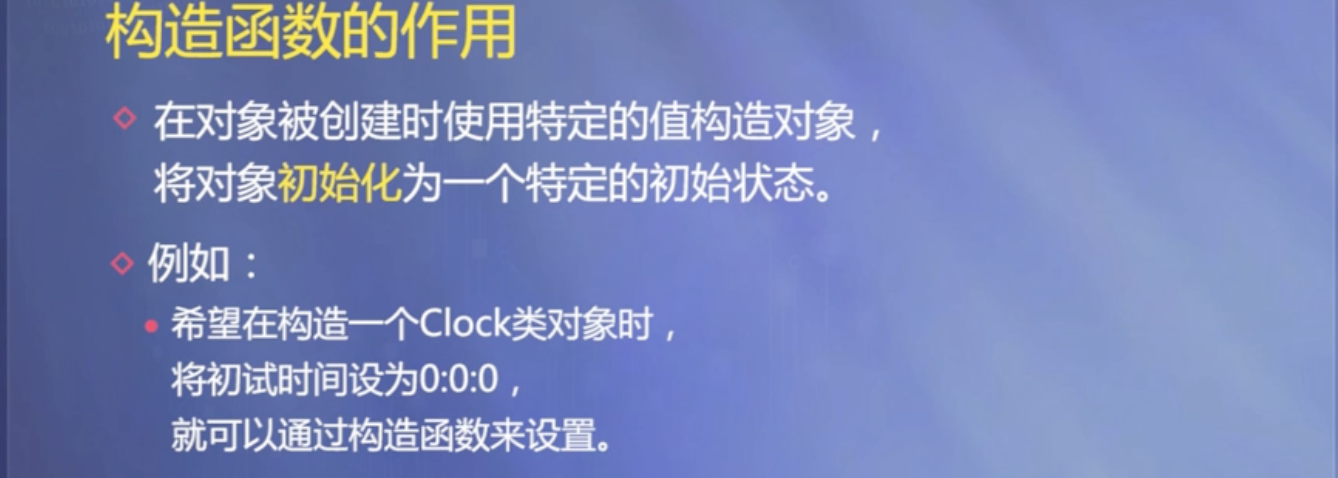 构造函数的作用
在对象被创建时使用特定的值构造对象，
将对象初始化为一个特定的初始状态。
例如：
希望在构造一个Clock类对象时，
将初试时间设为0:0:0，
就可以通过构造函数来设置。